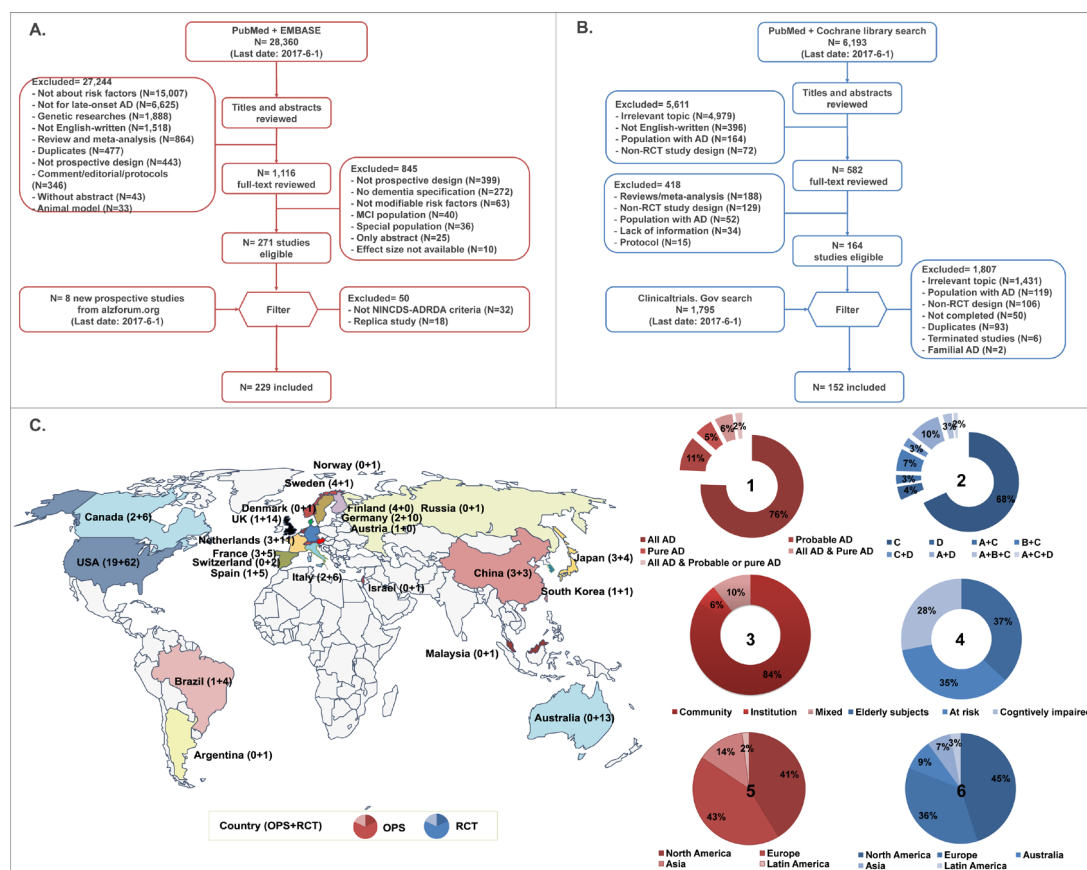 A.
PubMed + EMBASE
N= 28,360
(Last date: 2017-6-1)
Excluded= 27,244
- Not about risk factors (N=15,007)
- Not for late-onset AD (N=6,625)
- Genetic researches (N=1,888)
- Not English-written (N=1,518)
- Review and meta-analysis (N=864)
- Duplicates (N=477)
- Not prospective design (N=443)
- Comment/editorial/protocols
(N=346)
- Without abstract (N=43)
- Animal model (N=33)
Titles and abstracts
reviewed
N= 1,116
full-text reviewed
Excluded= 845
- Not prospective design (N=399)
- No dementia specification (N=272)
- Not modifiable risk factors (N=63)
- MCI population (N=40)
- Special population (N=36)
- Only abstract (N=25)
- Effect size not available (N=10)
N= 271 studies
eligible
N= 8 new prospective studies
from alzforum.org
(Last date: 2017-6-1)
Filter
Excluded= 50
- Not NINCDS-ADRDA criteria (N=32)
- Replica study (N=18)
N= 229 included
B.
PubMed + Cochrane library search
N= 6,193
(Last date: 2017-6-1)
Titles and abstracts
reviewed
Excluded= 5,611
- Irrelevant topic (N=4,979)
- Not English-written (N=396)
- Population with AD (N=164)
- Non-RCT study design (N=72)
N= 582
full-text reviewed
Excluded= 418
- Reviews/meta-analysis (N=188)
- Non-RCT study design (N=129)
- Population with AD (N=52)
- Lack of information (N=34)
- Protocol (N=15)
N= 164
studies eligible
Excluded= 1,807
- Irrelevant topic (N=1,431)
- Population with AD (N=119)
- Non-RCT design (N=106)
- Not completed (N=50)
- Duplicates (N=93)
- Terminated studies (N=6)
- Familial AD (N=2)
Clinicaltrials. Gov search
N= 1,795
(Last date: 2017-6-1)
Filter
N= 152 included
C.
Norway (0+1)
Sweden (4+1)
Denmark (0+1)
Finland (4+0)
Russia (0+1)
Canada (2+6)
UK (1+14)
Germany (2+10)
Austria (1+0)
Netherlands (3+11)
France (3+5)
Switzerland (0+2)
Spain (1+5)
USA (19+62)
Italy (2+6)
Israel (0+1)
China (3+3)
Japan (3+4)
South Korea (1+1)
Malaysia (0+1)
Brazil (1+4)
Australia (0+13)
Argentina (0+1)
Country (OPS+RCT)
OPS
RCT
11%
5%
6%
2%
1
76%
All AD
Probable AD
Pure AD
All AD & Pure AD
All AD & Probable or pure AD
4%
3%
7%
3%
10%
3%
2%
2
68%
C
D
A+C
B+C
C+D
A+D
A+B+C
A+C+D
6%
10%
3
84%
Community
Institution
Mixed
28%
37%
4
35%
Elderly subjects
At risk
Cogntively impaired
14%
2%
41%
5
43%
North America
Europe
Asia
Latin America
9%
7%
3%
45%
6
36%
North America
Europe
Australia
Asia
Latin America